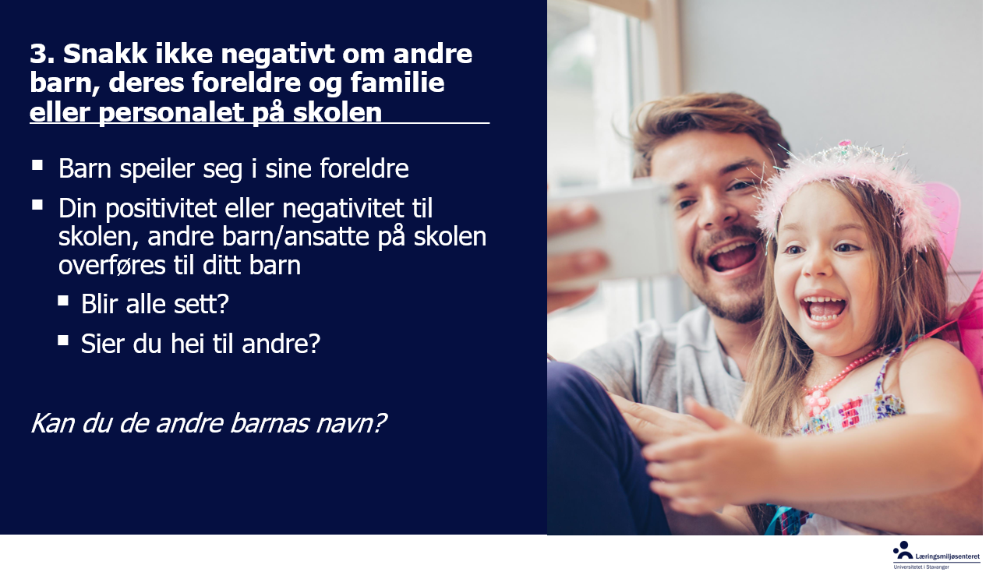 3. Snakk ikke negativt om andre
barn, deres foreldre og familie
eller personalet på skolen
Barn speiler seg i sine foreldre
Din positivitet eller negativitet til
skolen, andre barn/ansatte på skolen
overføres til ditt barn
Blir alle sett?
Sier du hei til andre?
Kan du de andre barnas navn?
Læringsmiljøsenteret
Universitetet i Stavanger